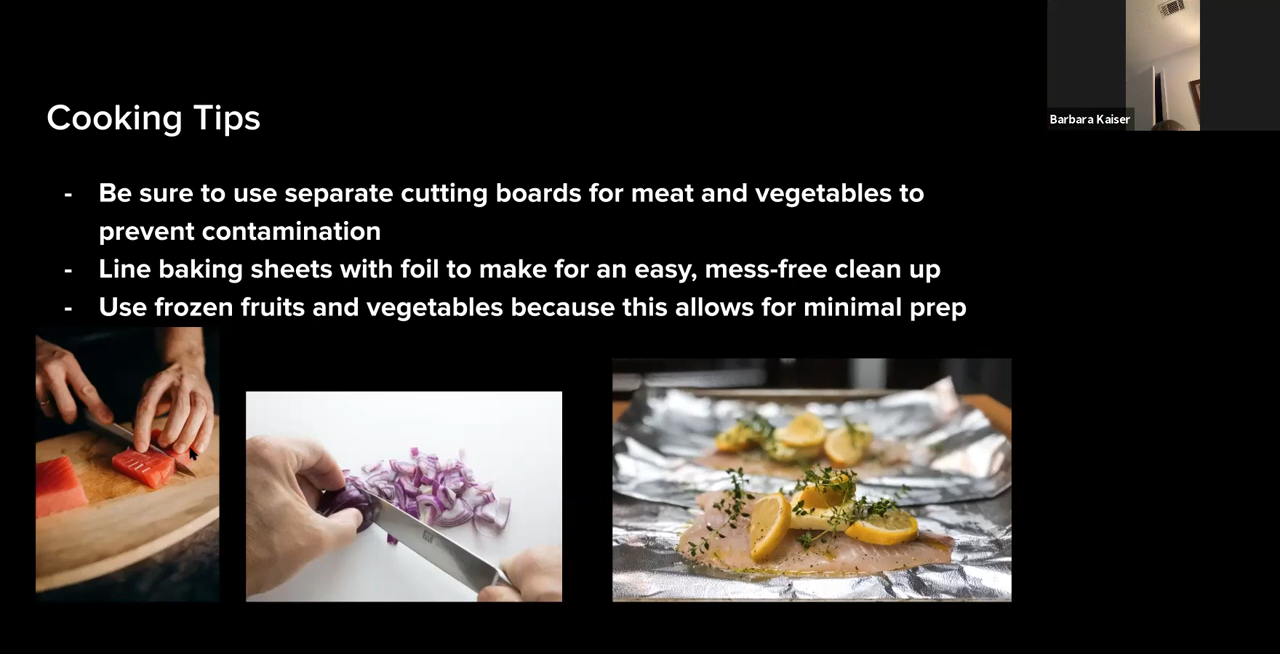 Barbara Kaiser
Cooking Tips
- Be sure to use separate cutting boards for meat and vegetables to
prevent contamination
- Line baking sheets with foil to make for an easy, mess-free clean up
- Use frozen fruits and vegetables because this allows for minimal prep